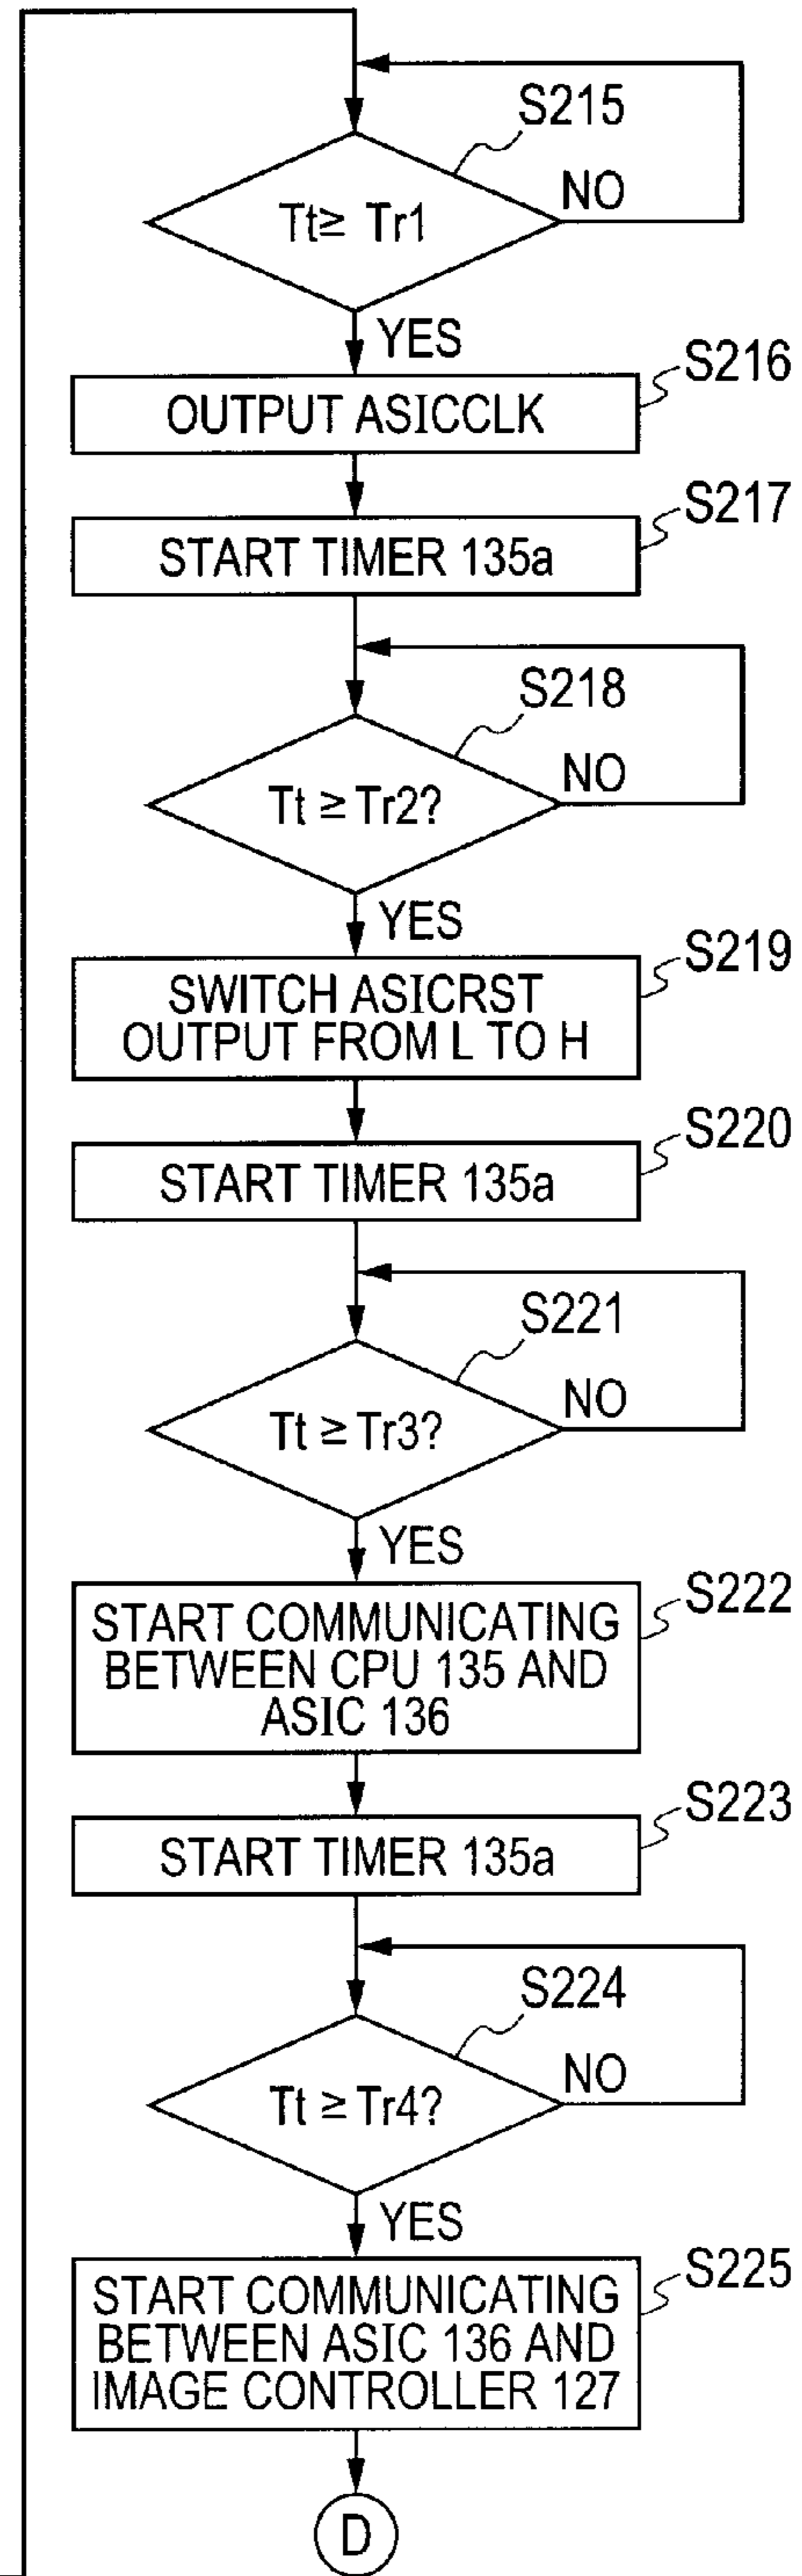 S215
Tt≥ Tr1
NO
YES
S216
OUTPUT ASICCLK
S217
START TIMER 135a
S218
Tt ≥ Tr2?
NO
YES
S219
SWITCH ASICRST
OUTPUT FROM L TO H
S220
START TIMER 135a
S221
Tt ≥ Tr3?
NO
YES
S222
START COMMUNICATING
BETWEEN CPU 135 AND
ASIC 136
S223
START TIMER 135a
S224
Tt ≥ Tr4?
NO
YES
S225
START COMMUNICATING
BETWEEN ASIC 136 AND
IMAGE CONTROLLER 127
D